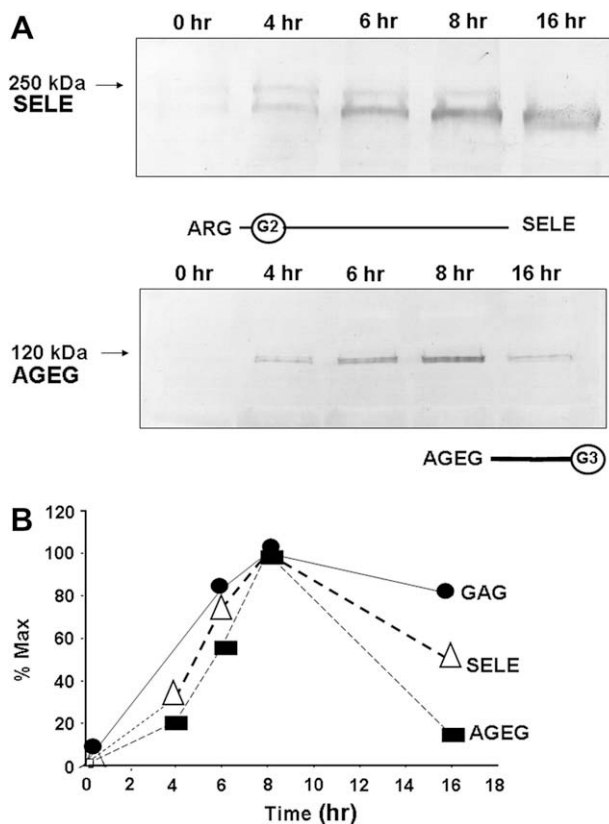 A
0 hr 4 hr 6 hr 8 hr 16 hr
250 kDa
SELE
ARG G2 SELE
0 hr 4 hr 6 hr 8 hr 16 hr
120 kDa
AGEG
AGEG G3
B
120
100
80
60
40
20
0
% Max
GAG
SELE
AGEG
0 2 4 6 8 10 12 14 16 18
Time (hr)